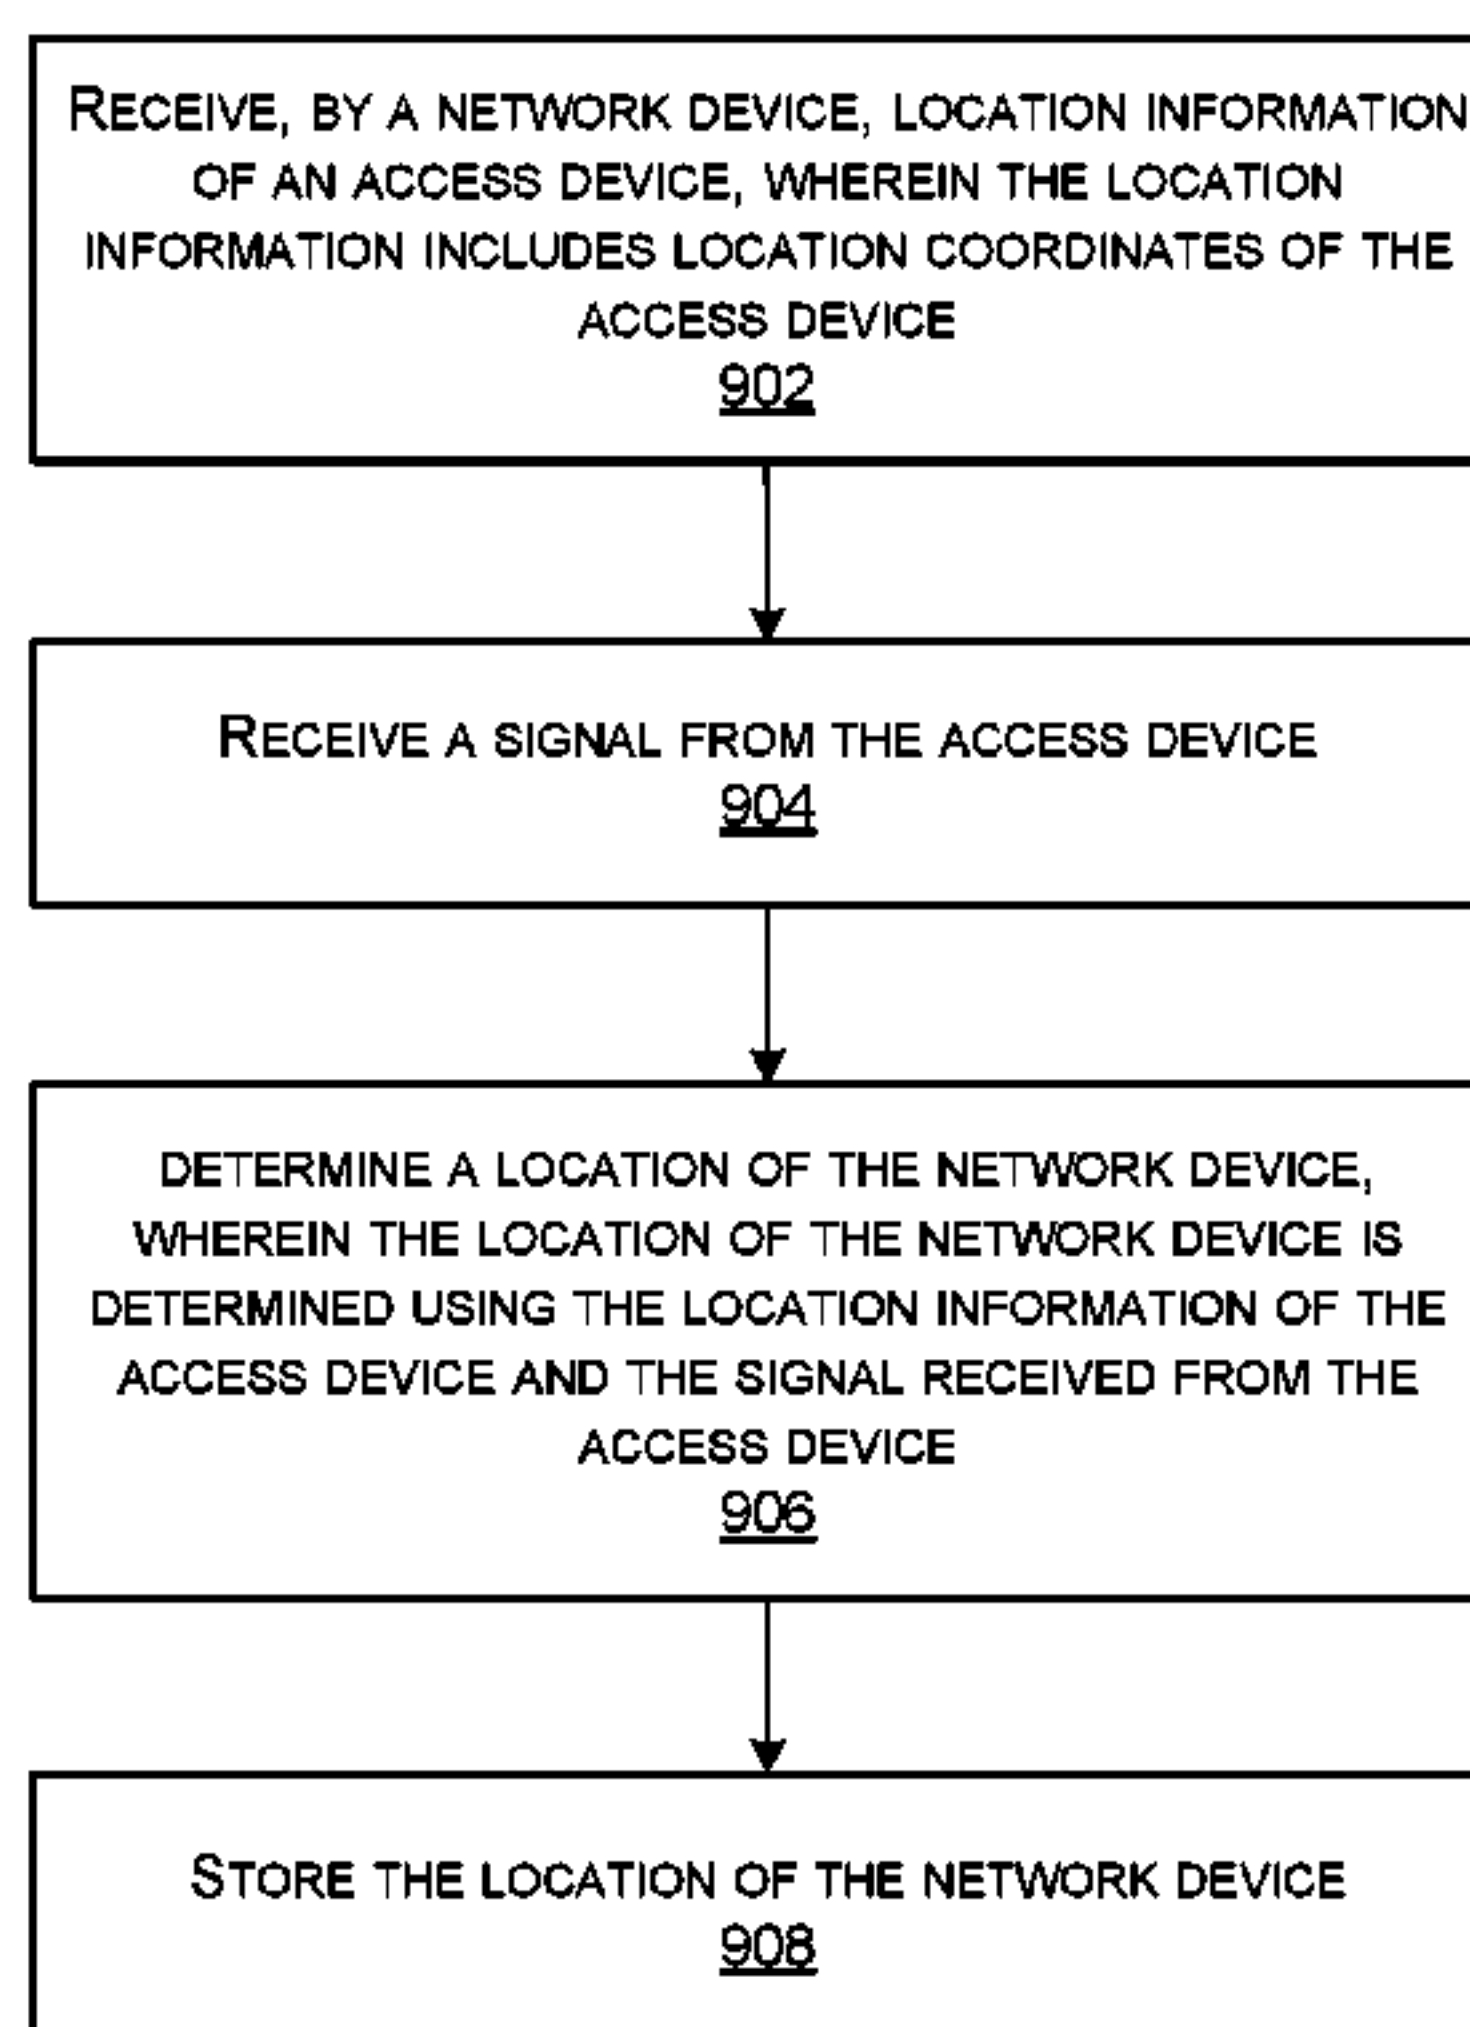 RECEIVE, BY A NETWORK DEVICE, LOCATION INFORMATION
OF AN ACCESS DEVICE, WHEREIN THE LOCATION
INFORMATION INCLUDES LOCATION COORDINATES OF THE
ACCESS DEVICE
902
RECEIVE A SIGNAL FROM THE ACCESS DEVICE
904
DETERMINE A LOCATION OF THE NETWORK DEVICE,
WHEREIN THE LOCATION OF THE NETWORK DEVICE IS
DETERMINED USING THE LOCATION INFORMATION OF THE
ACCESS DEVICE AND THE SIGNAL RECEIVED FROM THE
ACCESS DEVICE
906
STORE THE LOCATION OF THE NETWORK DEVICE
908